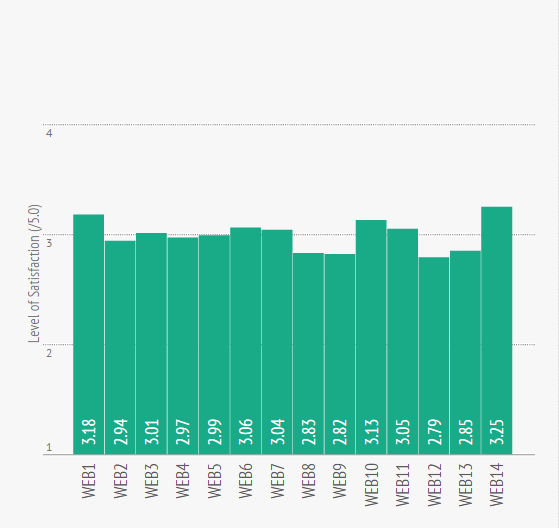 4
3
2
1
Level of Satisfaction (/5.0)
3.18
2.94
3.01
2.97
2.99
3.06
3.04
2.83
2.82
3.13
3.05
2.79
2.85
3.25
WEB1
WEB2
WEB3
WEB4
WEB5
WEB6
WEB7
WEB8
WEB9
WEB10
WEB11
WEB12
WEB13
WEB14